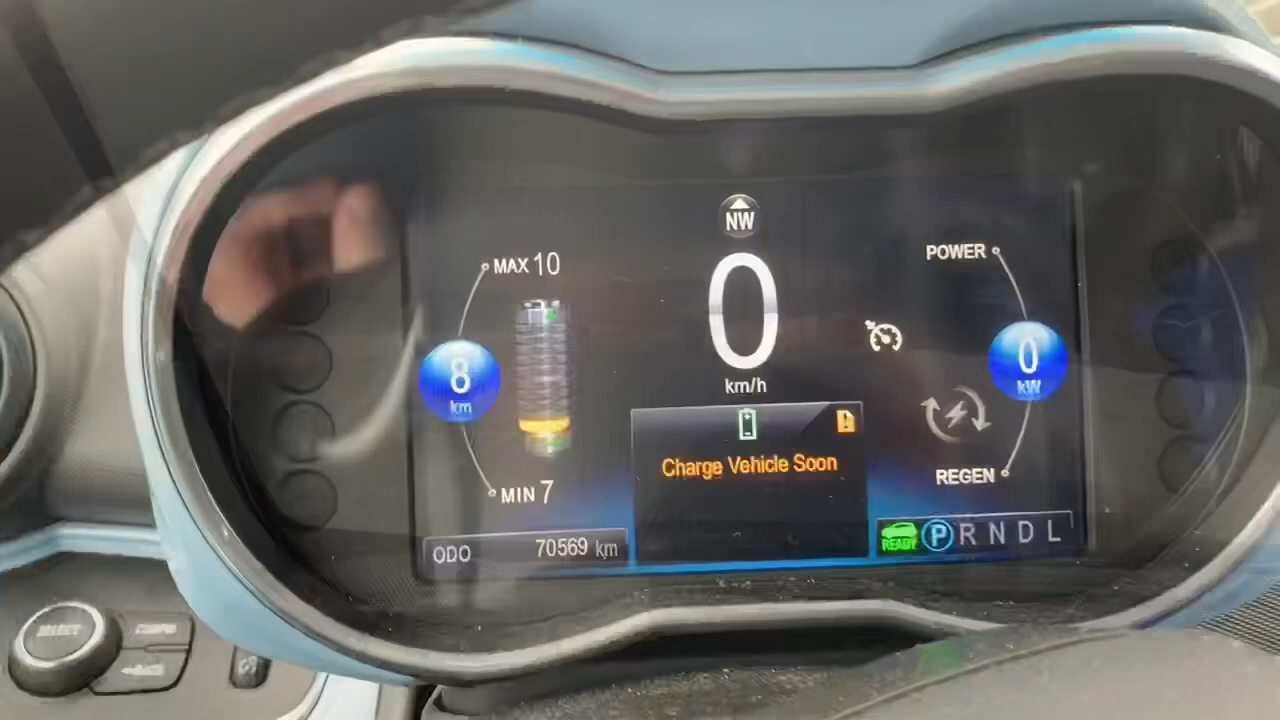 NW
MAX 10
POWER
0
8
km
0
kW
km/h
Charge Vehicle Soon
MIN 7
REGEN
ODO 70569 km
READY P R N D L